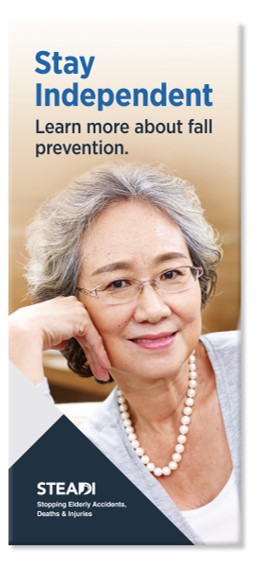 Stay
Independent
Learn more about fall
prevention.
STEADI
Stopping Elderly Accidents,
Deaths & Injuries